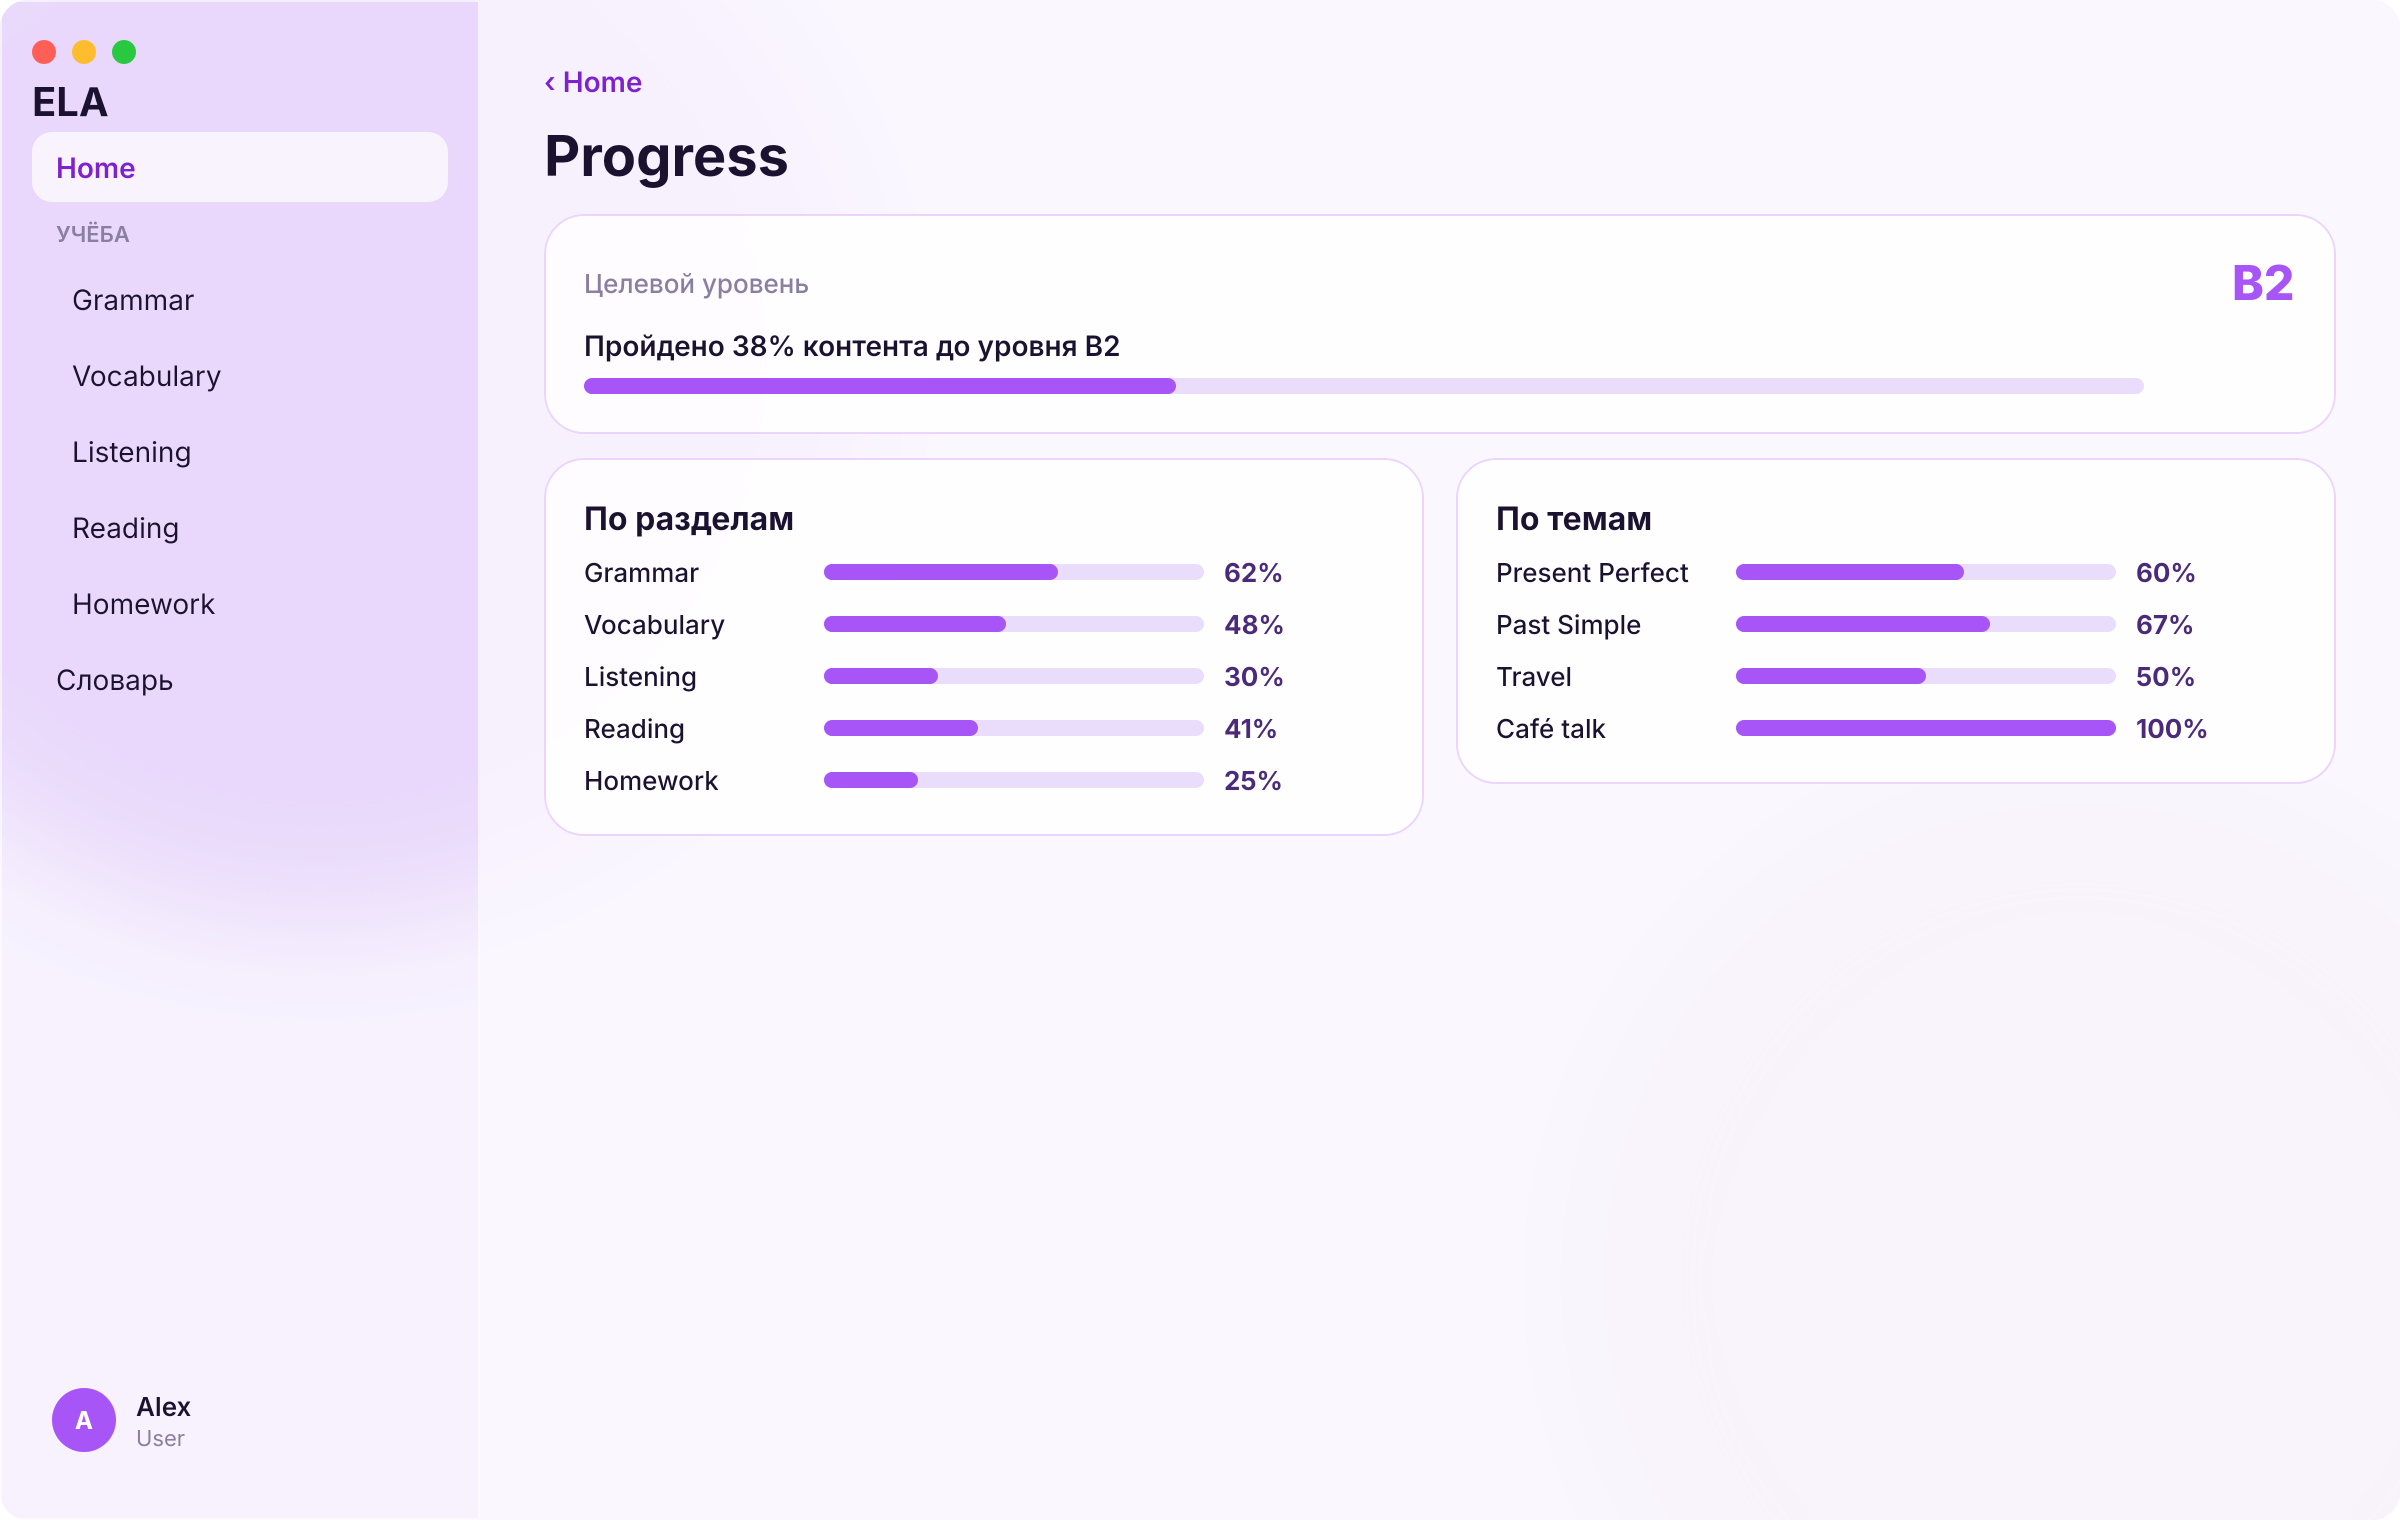 ELA
Home
УЧЁБА
Grammar
Vocabulary
Listening
Reading
Homework
Словарь
A
Alex
User
‹ Home
Progress
Целевой уровень
B2
Пройдено 38% контента до уровня B2
По разделам
Grammar 62%
Vocabulary 48%
Listening 30%
Reading 41%
Homework 25%
По темам
Present Perfect 60%
Past Simple 67%
Travel 50%
Café talk 100%